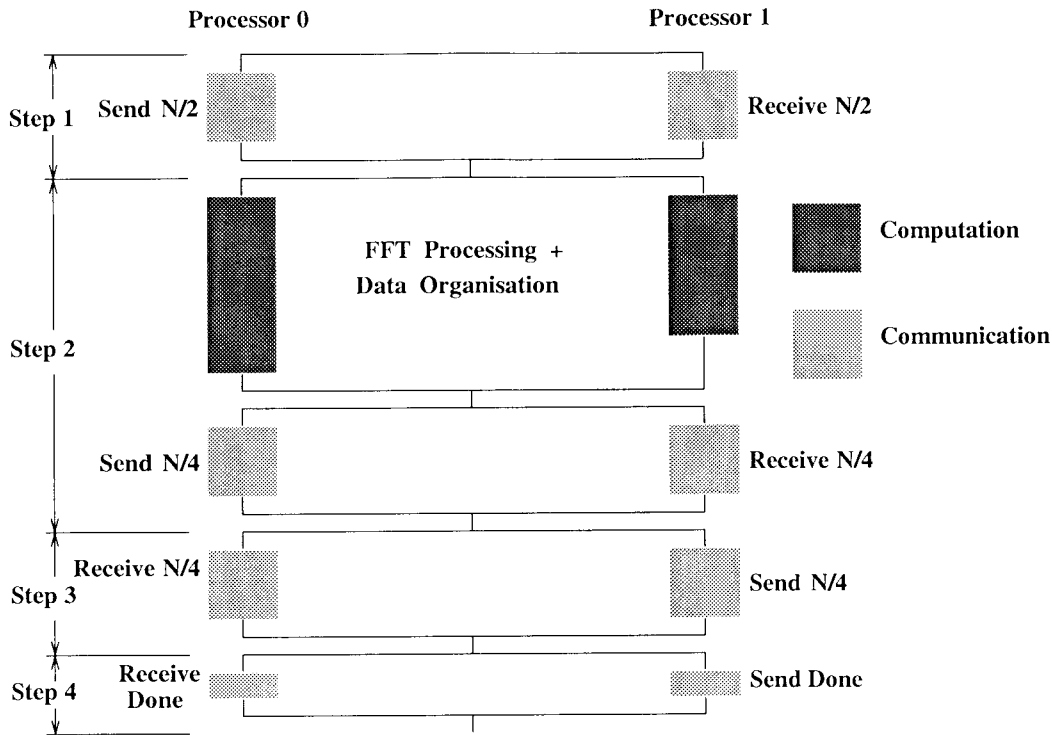 Processor 0
Processor 1
Step 1
Send N/2
Receive N/2
Step 2
FFT Processing +
Data Organisation
Computation
Communication
Send N/4
Receive N/4
Step 3
Receive N/4
Send N/4
Step 4
Receive
Done
Send Done